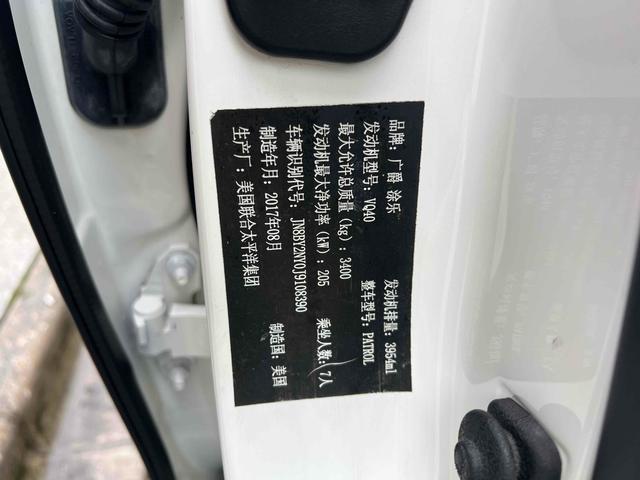 品牌：广爵 涂乐
发动机型号：VQ40 发动机排量：3954ml
最大允许总质量（kg）：3400 整车型号：PATROL
发动机最大净功率（kW）：205 乘坐人数：7人
车辆识别代号：JN8BY2NY0J9108390
制造年月：2017年08月
生产厂：美国联合太平洋集团 制造国：美国